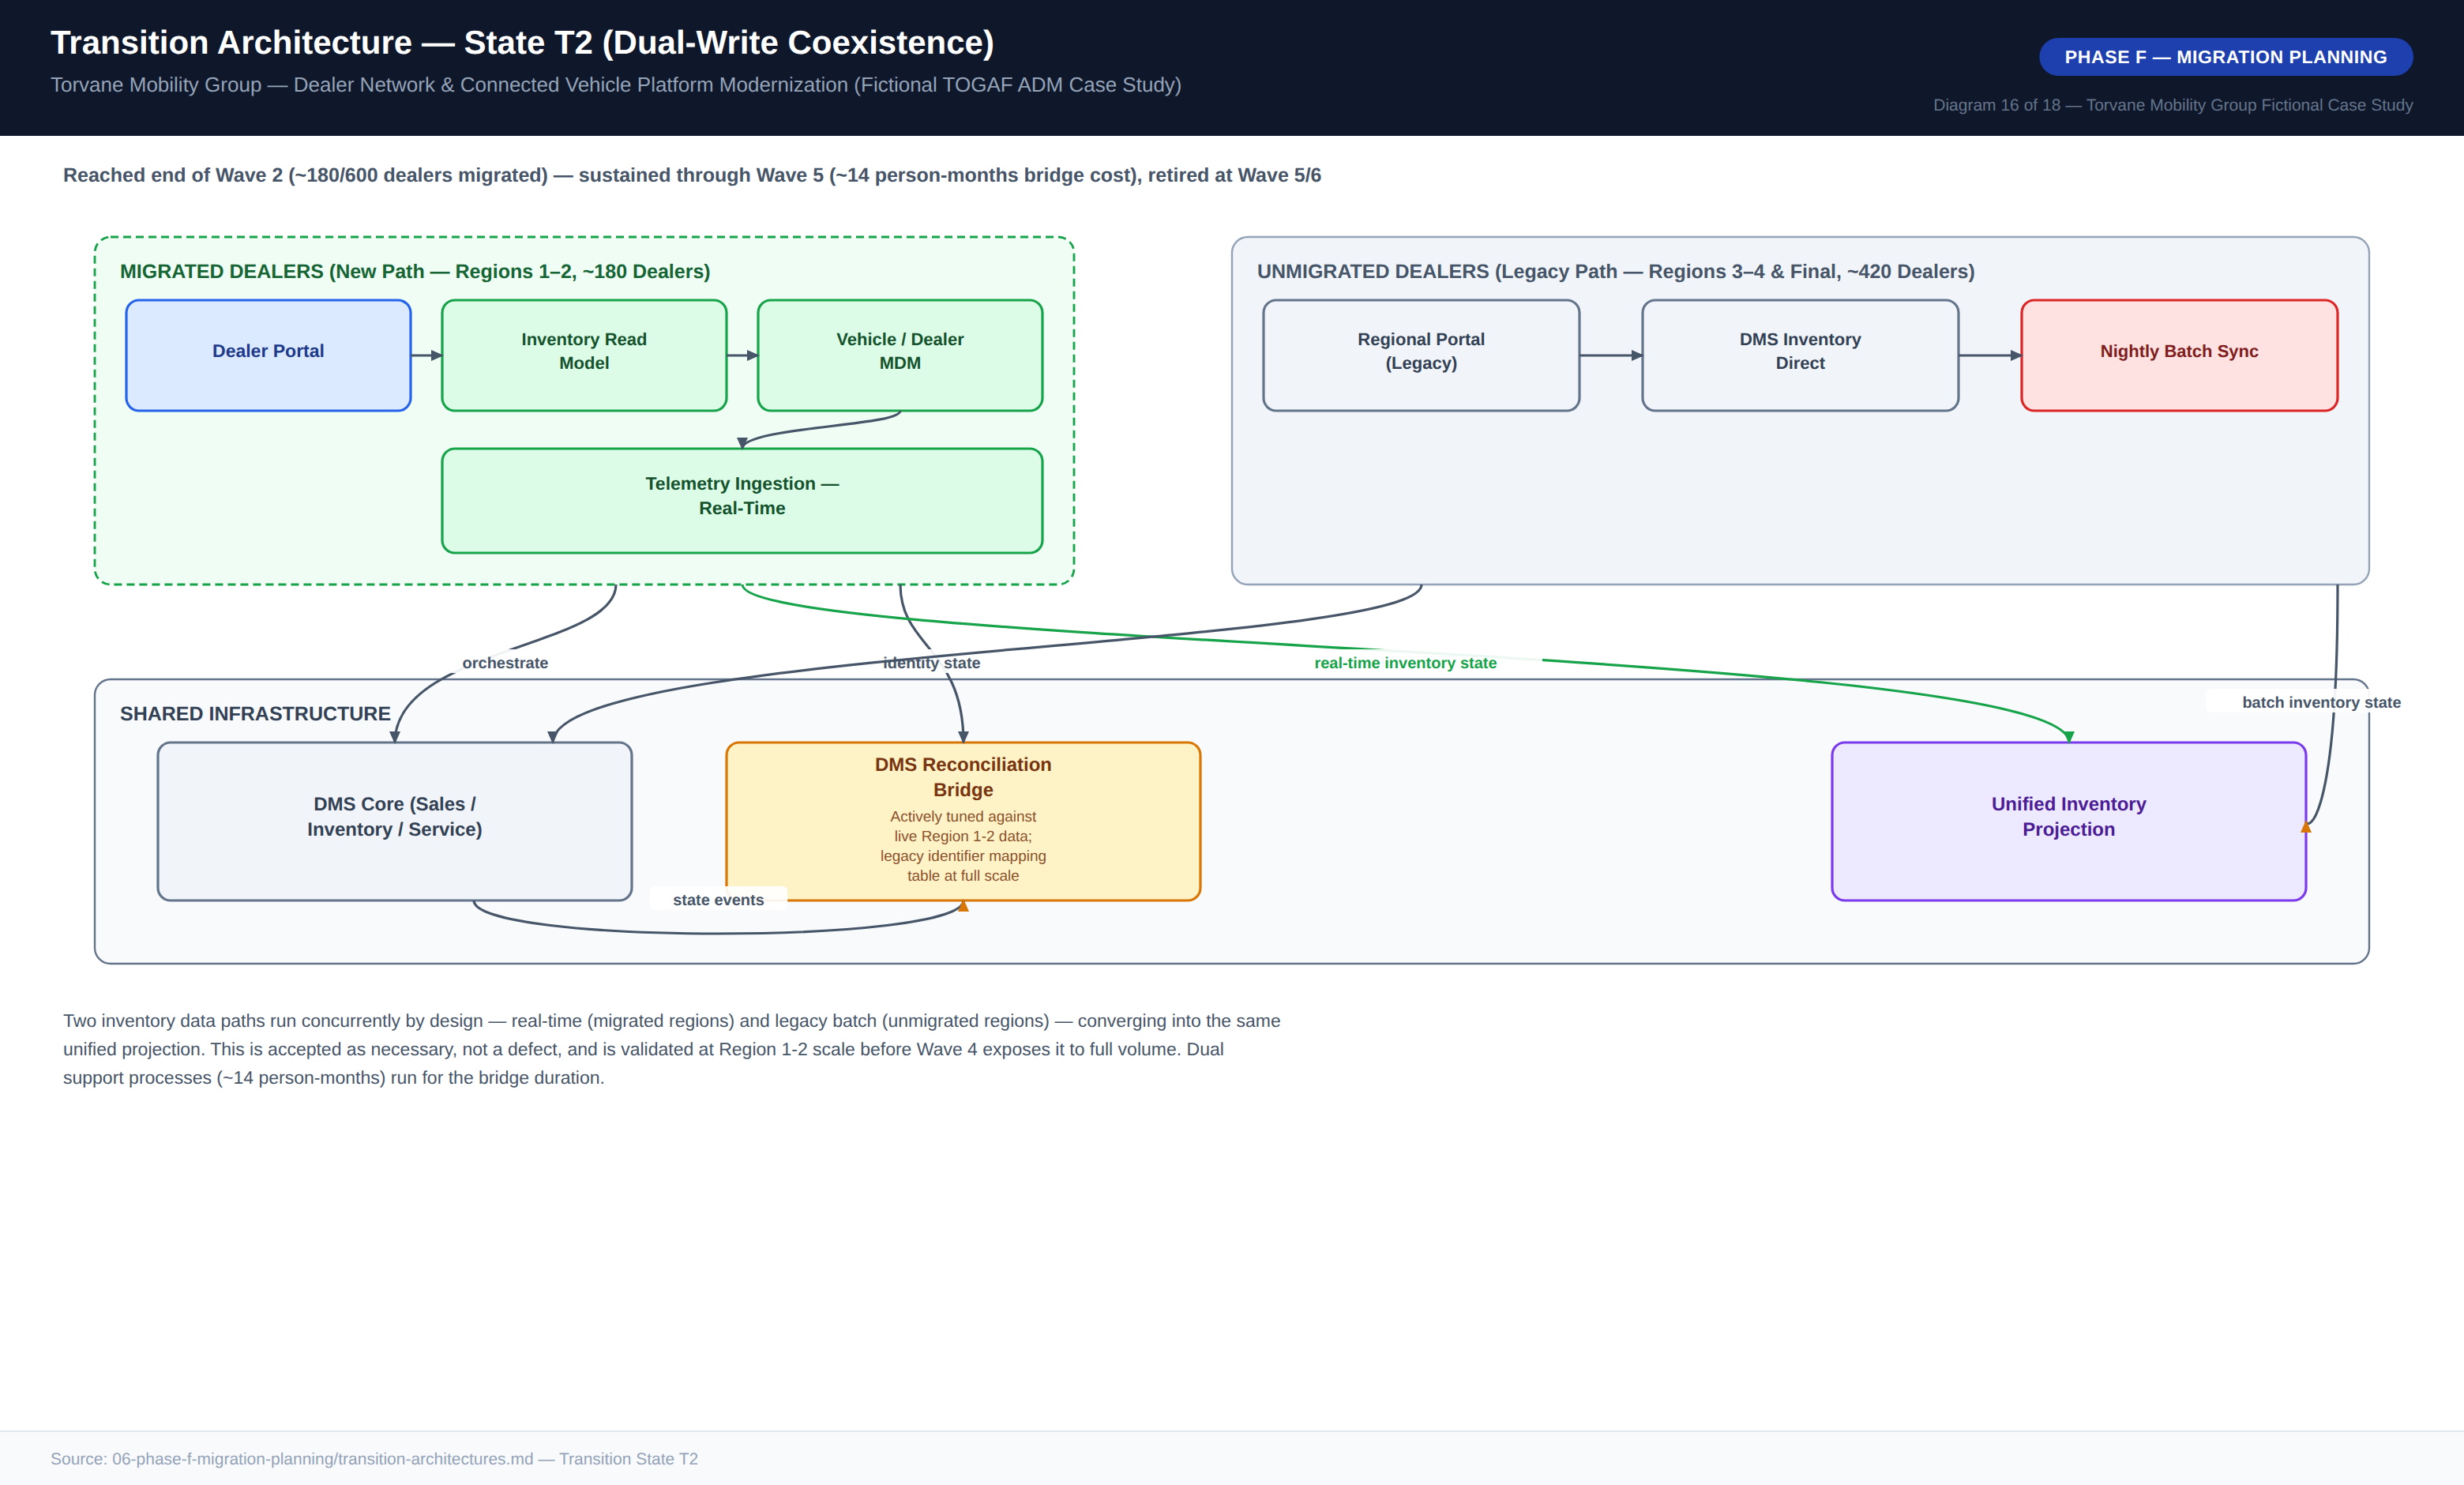 Transition Architecture — State T2 (Dual-Write Coexistence)
Torvane Mobility Group — Dealer Network & Connected Vehicle Platform Modernization (Fictional TOGAF ADM Case Study)
PHASE F — MIGRATION PLANNING
Diagram 16 of 18 — Torvane Mobility Group Fictional Case Study
Reached end of Wave 2 (~180/600 dealers migrated) — sustained through Wave 5 (~14 person-months bridge cost), retired at Wave 5/6
MIGRATED DEALERS (New Path — Regions 1–2, ~180 Dealers)
Dealer Portal
Inventory Read
Model
Vehicle / Dealer
MDM
Telemetry Ingestion —
Real-Time
UNMIGRATED DEALERS (Legacy Path — Regions 3–4 & Final, ~420 Dealers)
Regional Portal
(Legacy)
DMS Inventory
Direct
Nightly Batch Sync
orchestrate
identity state
real-time inventory state
batch inventory state
SHARED INFRASTRUCTURE
DMS Core (Sales /
Inventory / Service)
DMS Reconciliation
Bridge
Actively tuned against
live Region 1-2 data;
legacy identifier mapping
table at full scale
Unified Inventory
Projection
state events
Two inventory data paths run concurrently by design — real-time (migrated regions) and legacy batch (unmigrated regions) — converging into the same
unified projection. This is accepted as necessary, not a defect, and is validated at Region 1-2 scale before Wave 4 exposes it to full volume. Dual
support processes (~14 person-months) run for the bridge duration.
Source: 06-phase-f-migration-planning/transition-architectures.md — Transition State T2